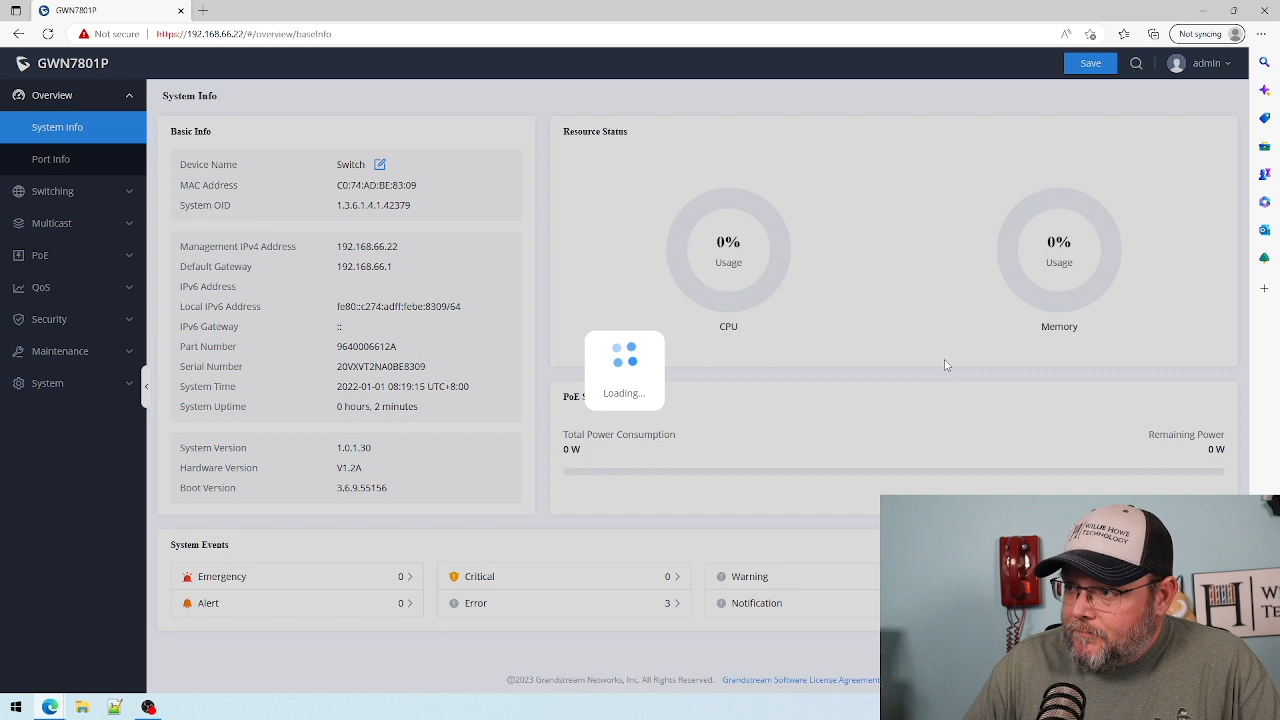 GWN7801P
Not secure
https://192.168.66.22/#/overview/baseInfo
Not syncing
GWN7801P
Save
admin
Overview
System Info
Port Info
Switching
Multicast
PoE
QoS
Security
Maintenance
System
System Info
Basic Info
Device Name Switch
MAC Address C0:74:AD:BE:83:09
System OID 1.3.6.1.4.1.42379
Management IPv4 Address 192.168.66.22
Default Gateway 192.168.66.1
IPv6 Address
Local IPv6 Address fe80::c274:adff:febe:8309/64
IPv6 Gateway ::
Part Number 9640006612A
Serial Number 20VXVT2NA0BE8309
System Time 2022-01-01 08:19:15 UTC+8:00
System Uptime 0 hours, 2 minutes
System Version 1.0.1.30
Hardware Version V1.2A
Boot Version 3.6.9.55156
Resource Status
0%
Usage
CPU
0%
Usage
Memory
Loading...
PoE S
Total Power Consumption
0 W
Remaining Power
0 W
System Events
Emergency 0
Critical 0
Warning
Alert 0
Error 3
Notification
©2023 Grandstream Networks, Inc. All Rights Reserved. Grandstream Software License Agreement
WILLIE HOWE
TECHNOLOGY